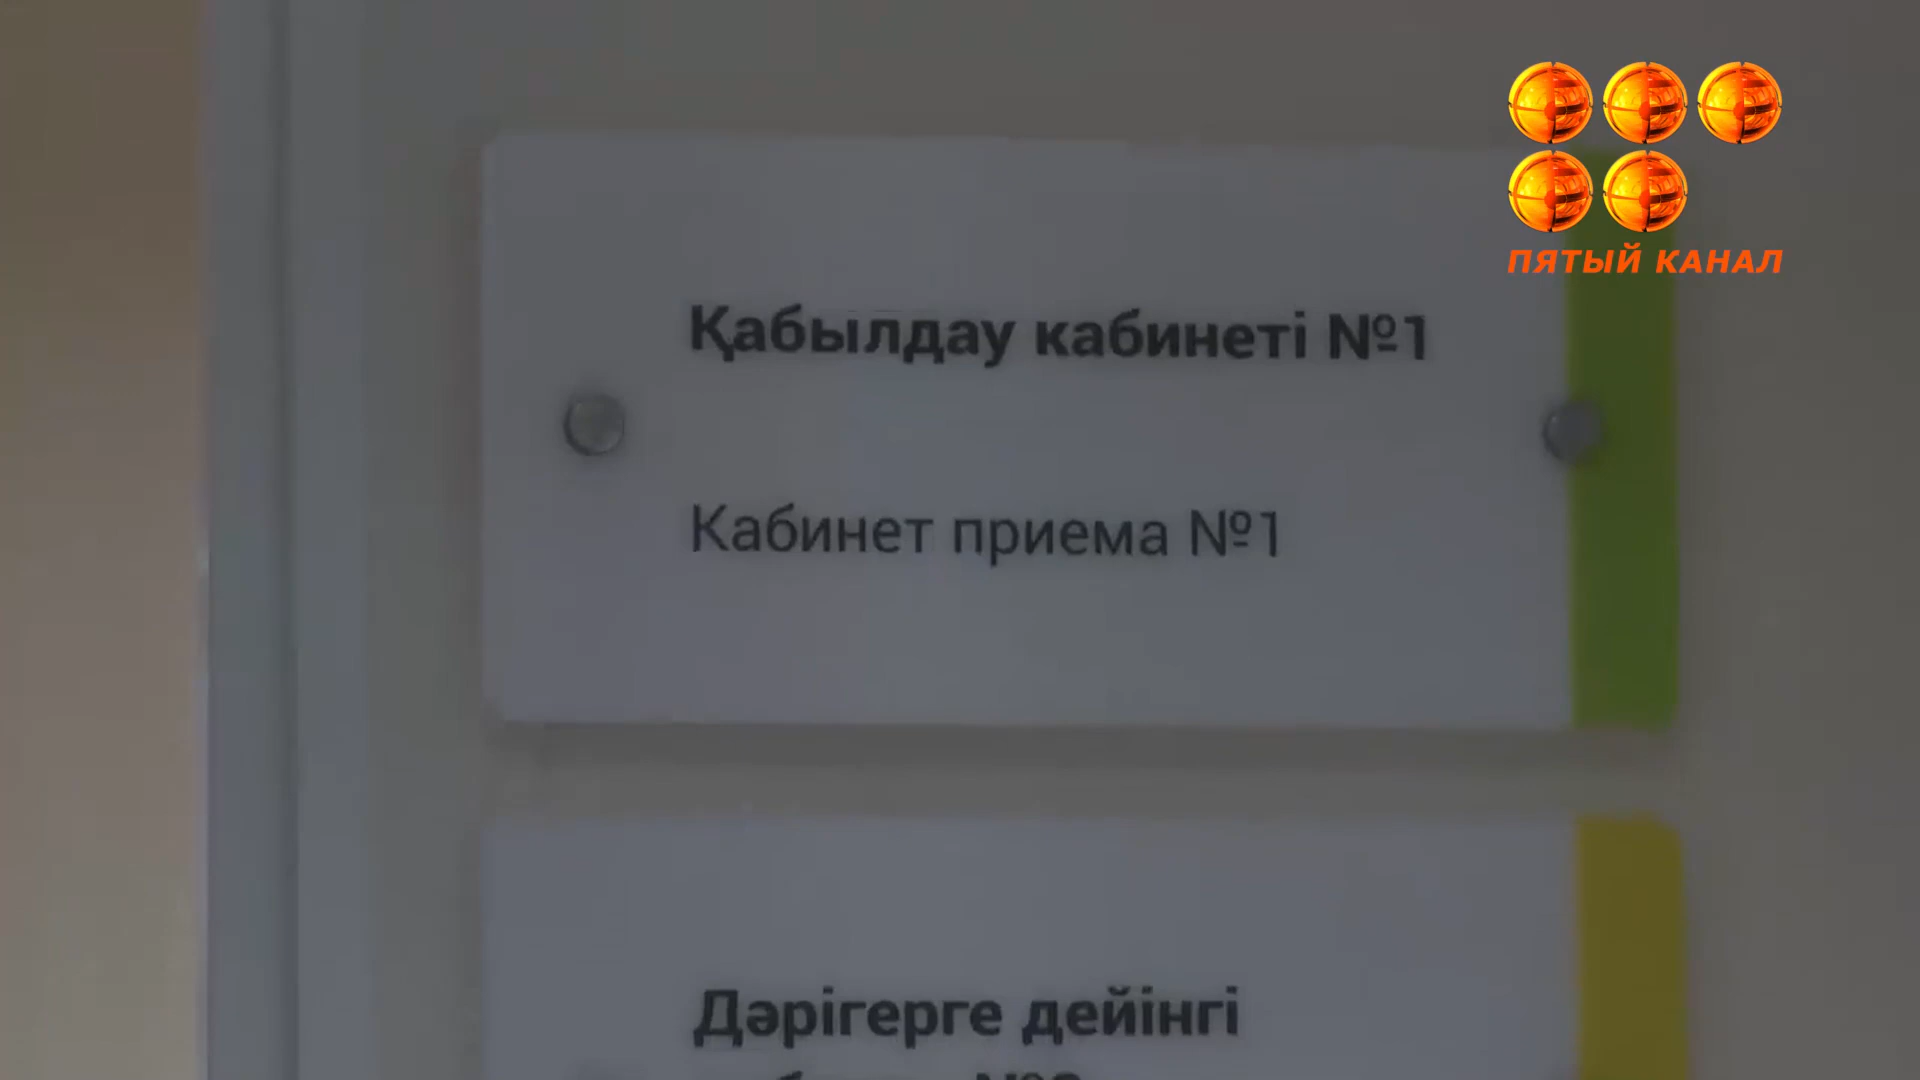 ПЯТЫЙ КАНАЛ
Қабылдау кабинеті №1
Кабинет приема №1
Дәрігерге дейінгі